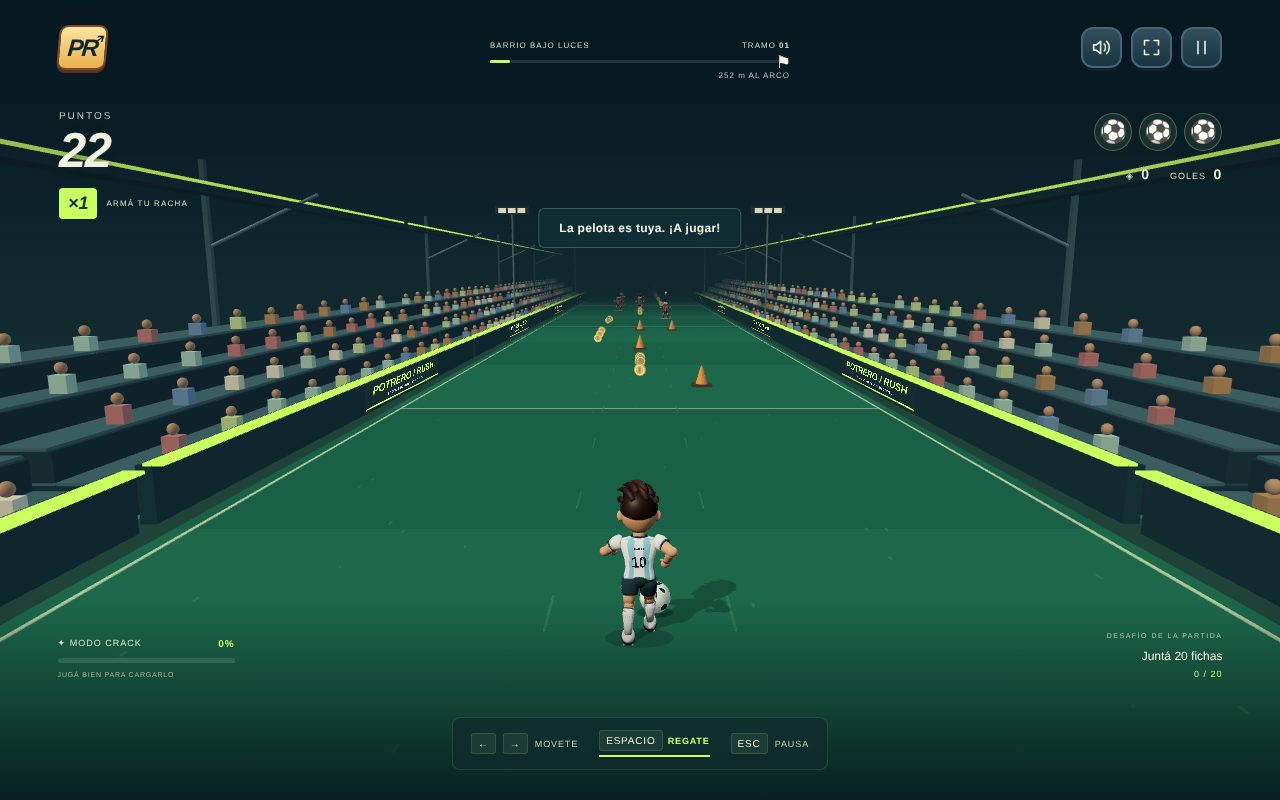 PR
BARRIO BAJO LUCES
TRAMO 01
252 m AL ARCO
PUNTOS
22
×1 ARMÁ TU RACHA
0 GOLES 0
La pelota es tuya. ¡A jugar!
POTRERO / RUSH
POTRERO / RUSH
10
MODO CRACK 0%
JUGÁ BIEN PARA CARGARLO
DESAFÍO DE LA PARTIDA
Juntá 20 fichas
0 / 20
← → MOVETE ESPACIO REGATE ESC PAUSA